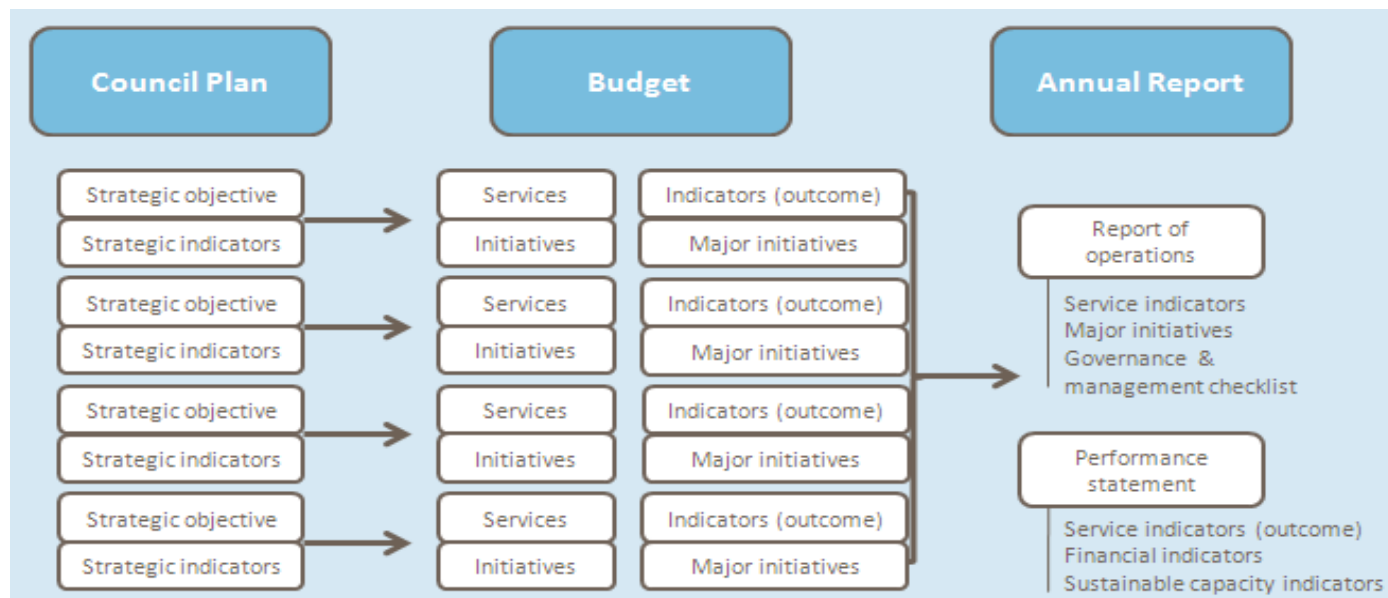 Council Plan
Budget
Annual Report
Strategic objective
Strategic indicators
Strategic objective
Strategic indicators
Strategic objective
Strategic indicators
Strategic objective
Strategic indicators
Services
Initiatives
Services
Initiatives
Services
Initiatives
Services
Initiatives
Indicators (outcome)
Major initiatives
Indicators (outcome)
Major initiatives
Indicators (outcome)
Major initiatives
Indicators (outcome)
Major initiatives
Report of
operations
Service indicators
Major initiatives
Governance &
management checklist
Performance
statement
Service indicators (outcome)
Financial indicators
Sustainable capacity indicators